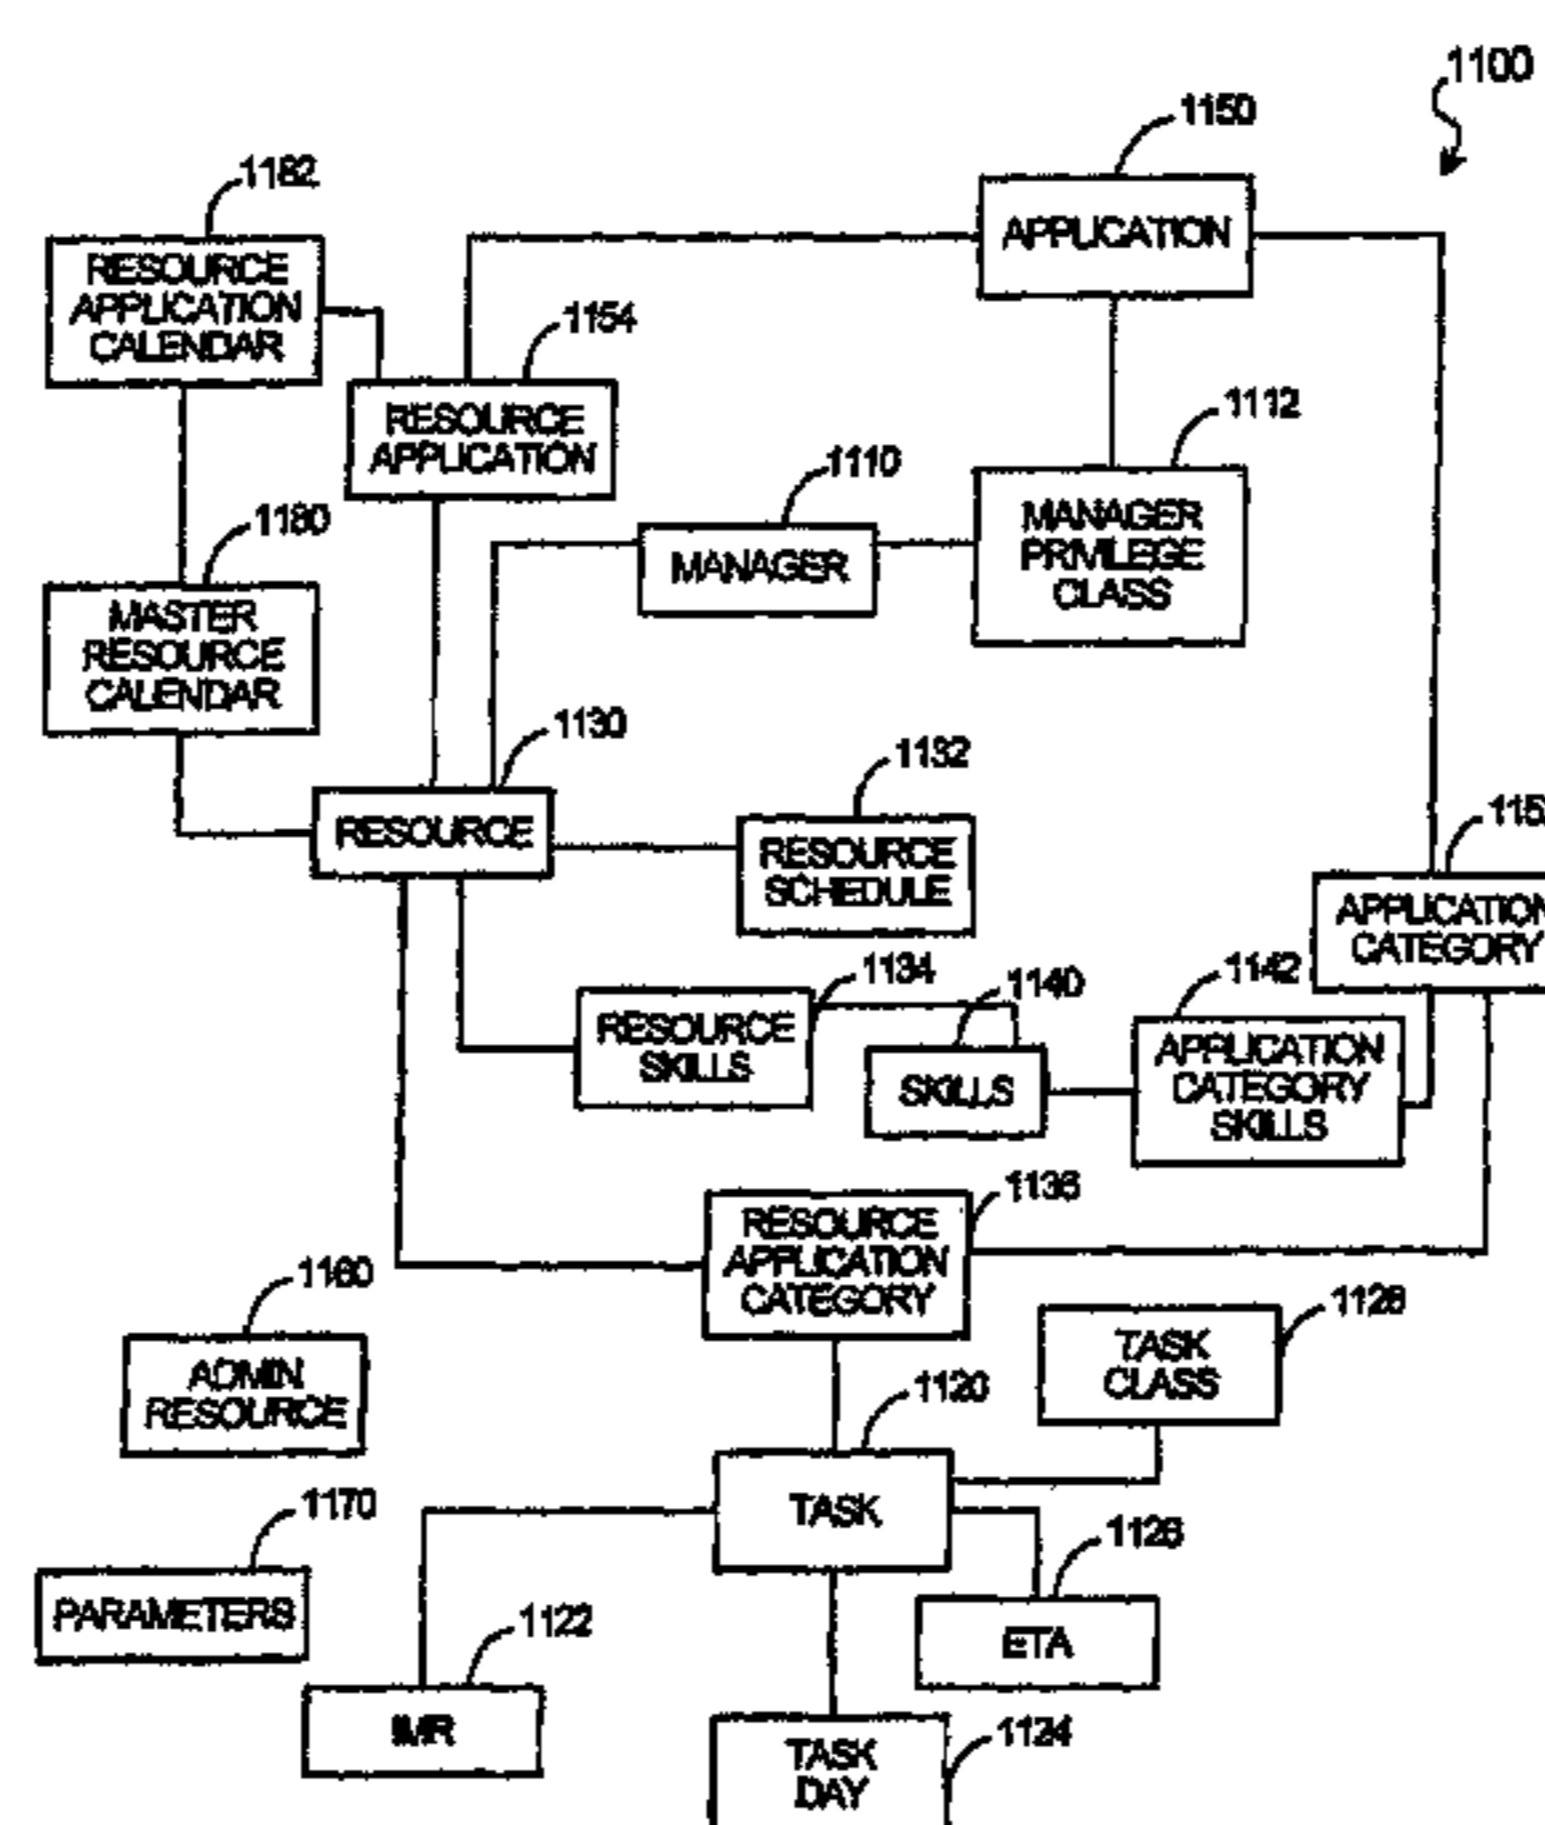 1100
1150
APPLICATION
1182
RESOURCE
APPLICATION
CALENDAR
1154
RESOURCE
APPLICATION
1112
MANAGER
PRIVILEGE
CLASS
1110
MANAGER
1180
MASTER
RESOURCE
CALENDAR
1130
RESOURCE
1132
RESOURCE
SCHEDULE
APPLICATION
CATEGORY
1134
RESOURCE
SKILLS
1140
SKILLS
1142
APPLICATION
CATEGORY
SKILLS
1136
RESOURCE
APPLICATION
CATEGORY
1160
ADMIN
RESOURCE
1128
TASK
CLASS
1120
TASK
1170
PARAMETERS
1126
ETA
1122
IMR
1124
TASK
DAY